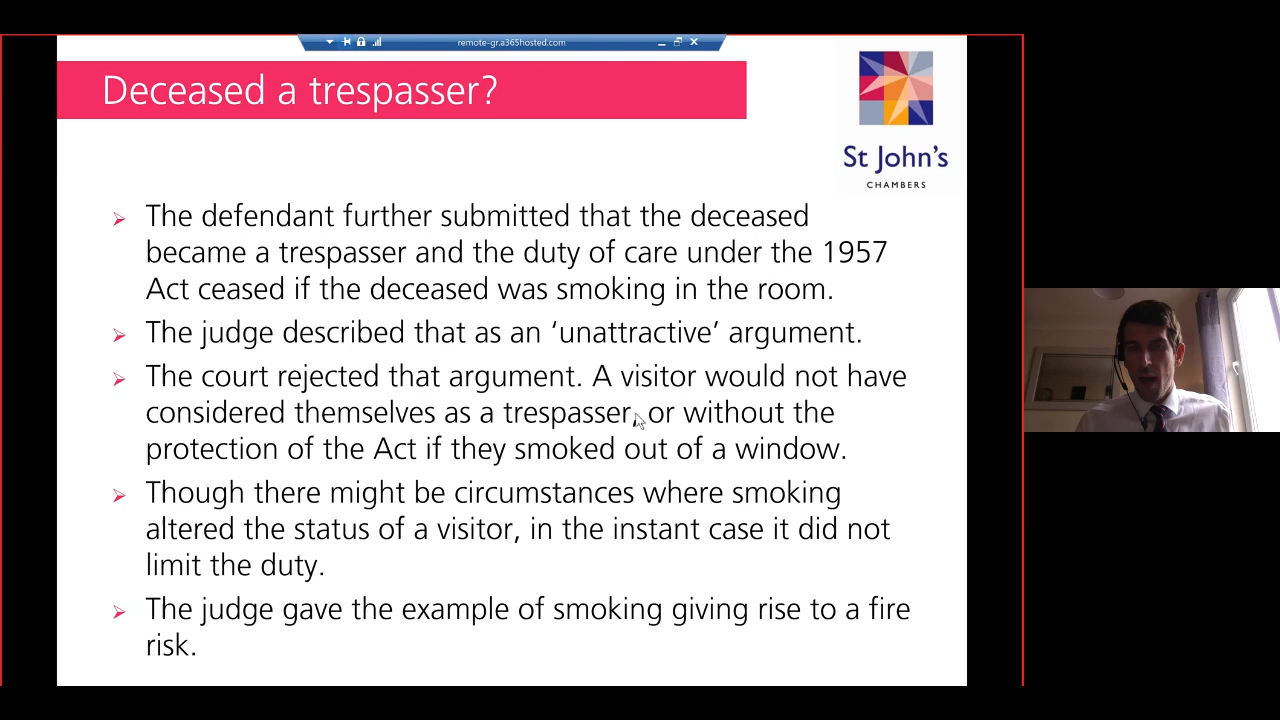 remote-gr.a365hosted.com
Deceased a trespasser?
St John's
CHAMBERS
The defendant further submitted that the deceased
became a trespasser and the duty of care under the 1957
Act ceased if the deceased was smoking in the room.
The judge described that as an ‘unattractive’ argument.
The court rejected that argument. A visitor would not have
considered themselves as a trespasser, or without the
protection of the Act if they smoked out of a window.
Though there might be circumstances where smoking
altered the status of a visitor, in the instant case it did not
limit the duty.
The judge gave the example of smoking giving rise to a fire
risk.